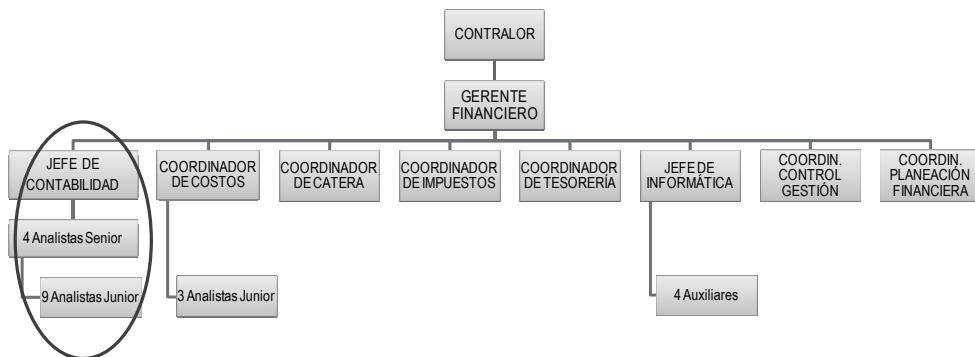 CONTRALOR
GERENTE
FINANCIERO
JEFE DE
CONTABILIDAD
COORDINADOR
DE COSTOS
COORDINADOR
DE CATERA
COORDINADOR
DE IMPUESTOS
COORDINADOR
DE TESORERÍA
JEFE DE
INFORMÁTICA
COORDIN.
CONTROL
GESTIÓN
COORDIN.
PLANEACIÓN
FINANCIERA
4 Analistas Senior
9 Analistas Junior
3 Analistas Junior
4 Auxiliares